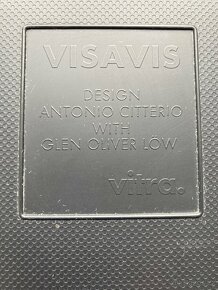 VISAVIS
DESIGN
ANTONIO CITTERIO
WITH
GLEN OLIVER LÖW
vitra.